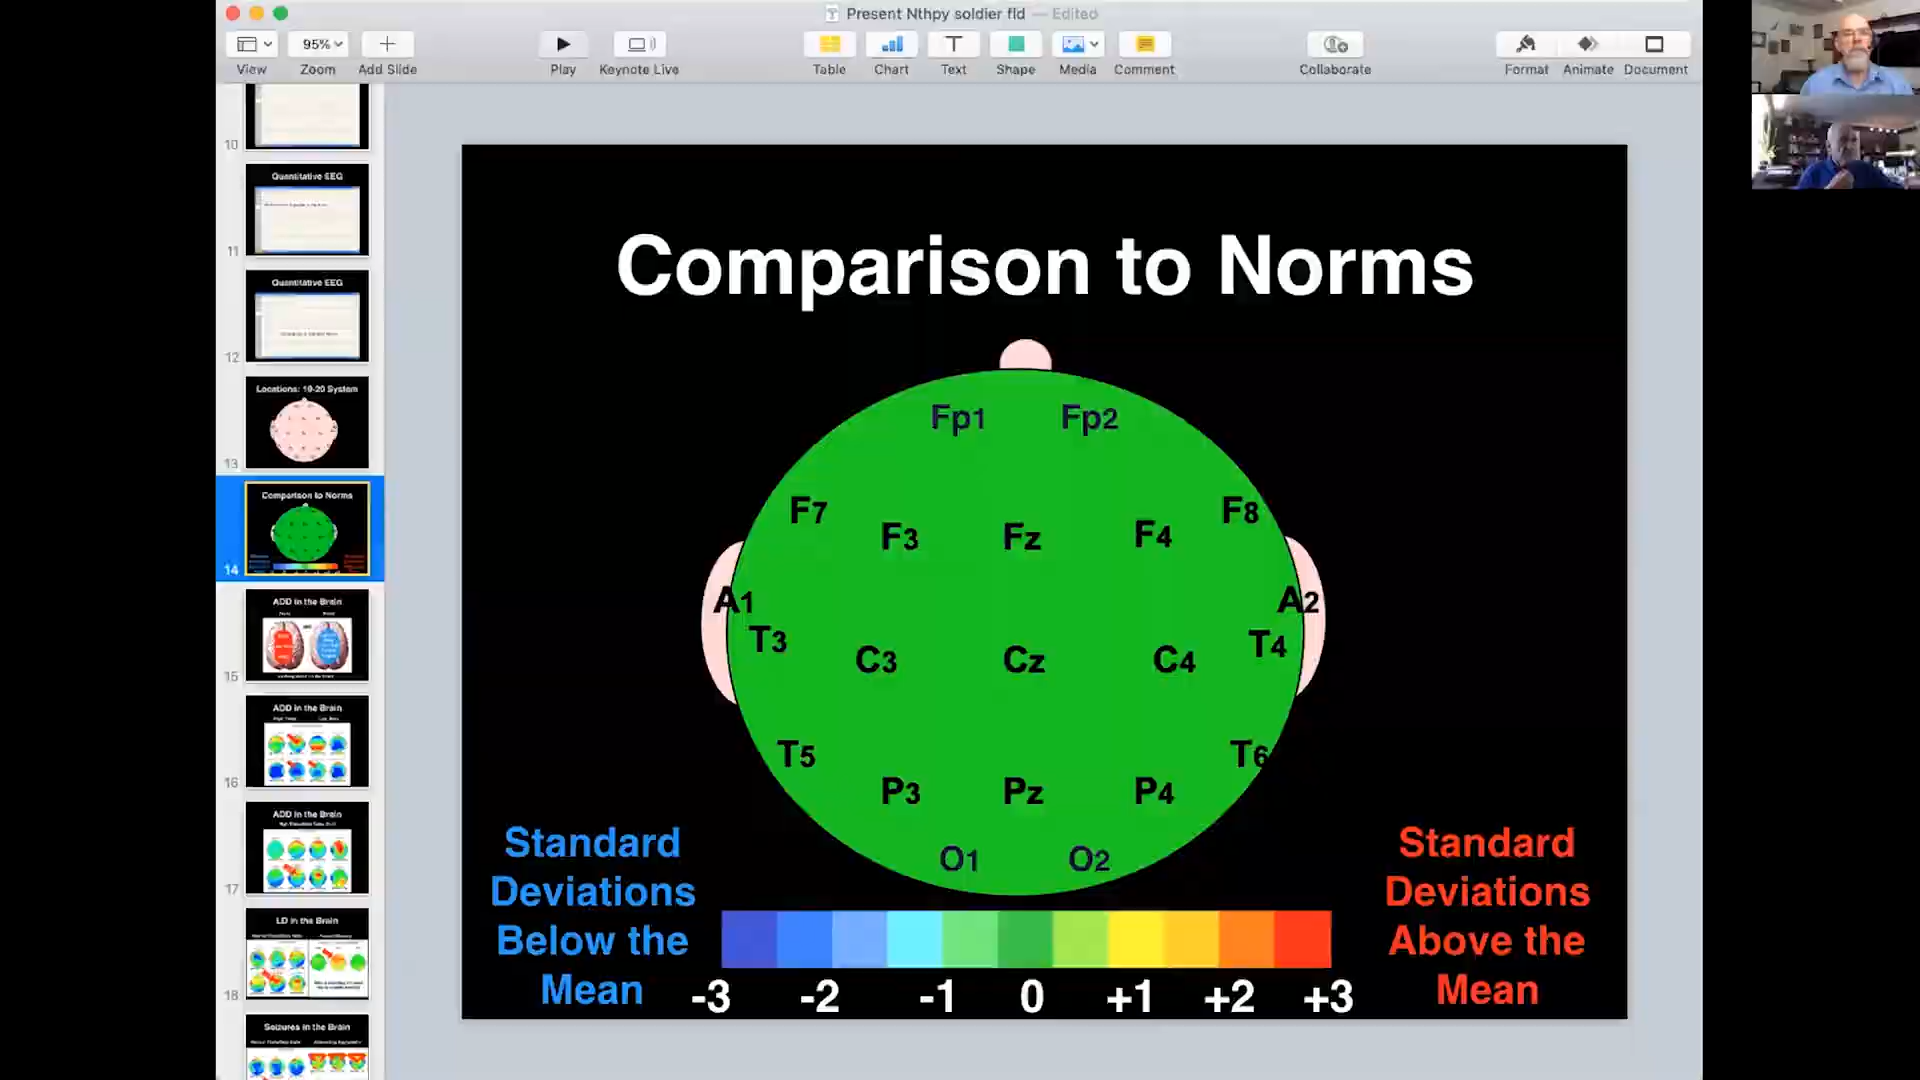 Present Nthpy soldier fld — Edited
95%
View Zoom Add Slide Play Keynote Live Table Chart Text Shape Media Comment Collaborate Format Animate Document
10
Quantitative EEG
11
Quantitative EEG
12
Locations: 10-20 System
13
Comparison to Norms
14
ADD in the Brain
15
ADD in the Brain
16
ADD in the Brain
17
LD in the Brain
18
Seizures in the Brain
Comparison to Norms
Fp1 Fp2
F7 F3 Fz F4 F8
A1 A2
T3 C3 Cz C4 T4
T5 T6
P3 Pz P4
O1 O2
Standard
Deviations
Below the
Mean
Standard
Deviations
Above the
Mean
-3 -2 -1 0 +1 +2 +3